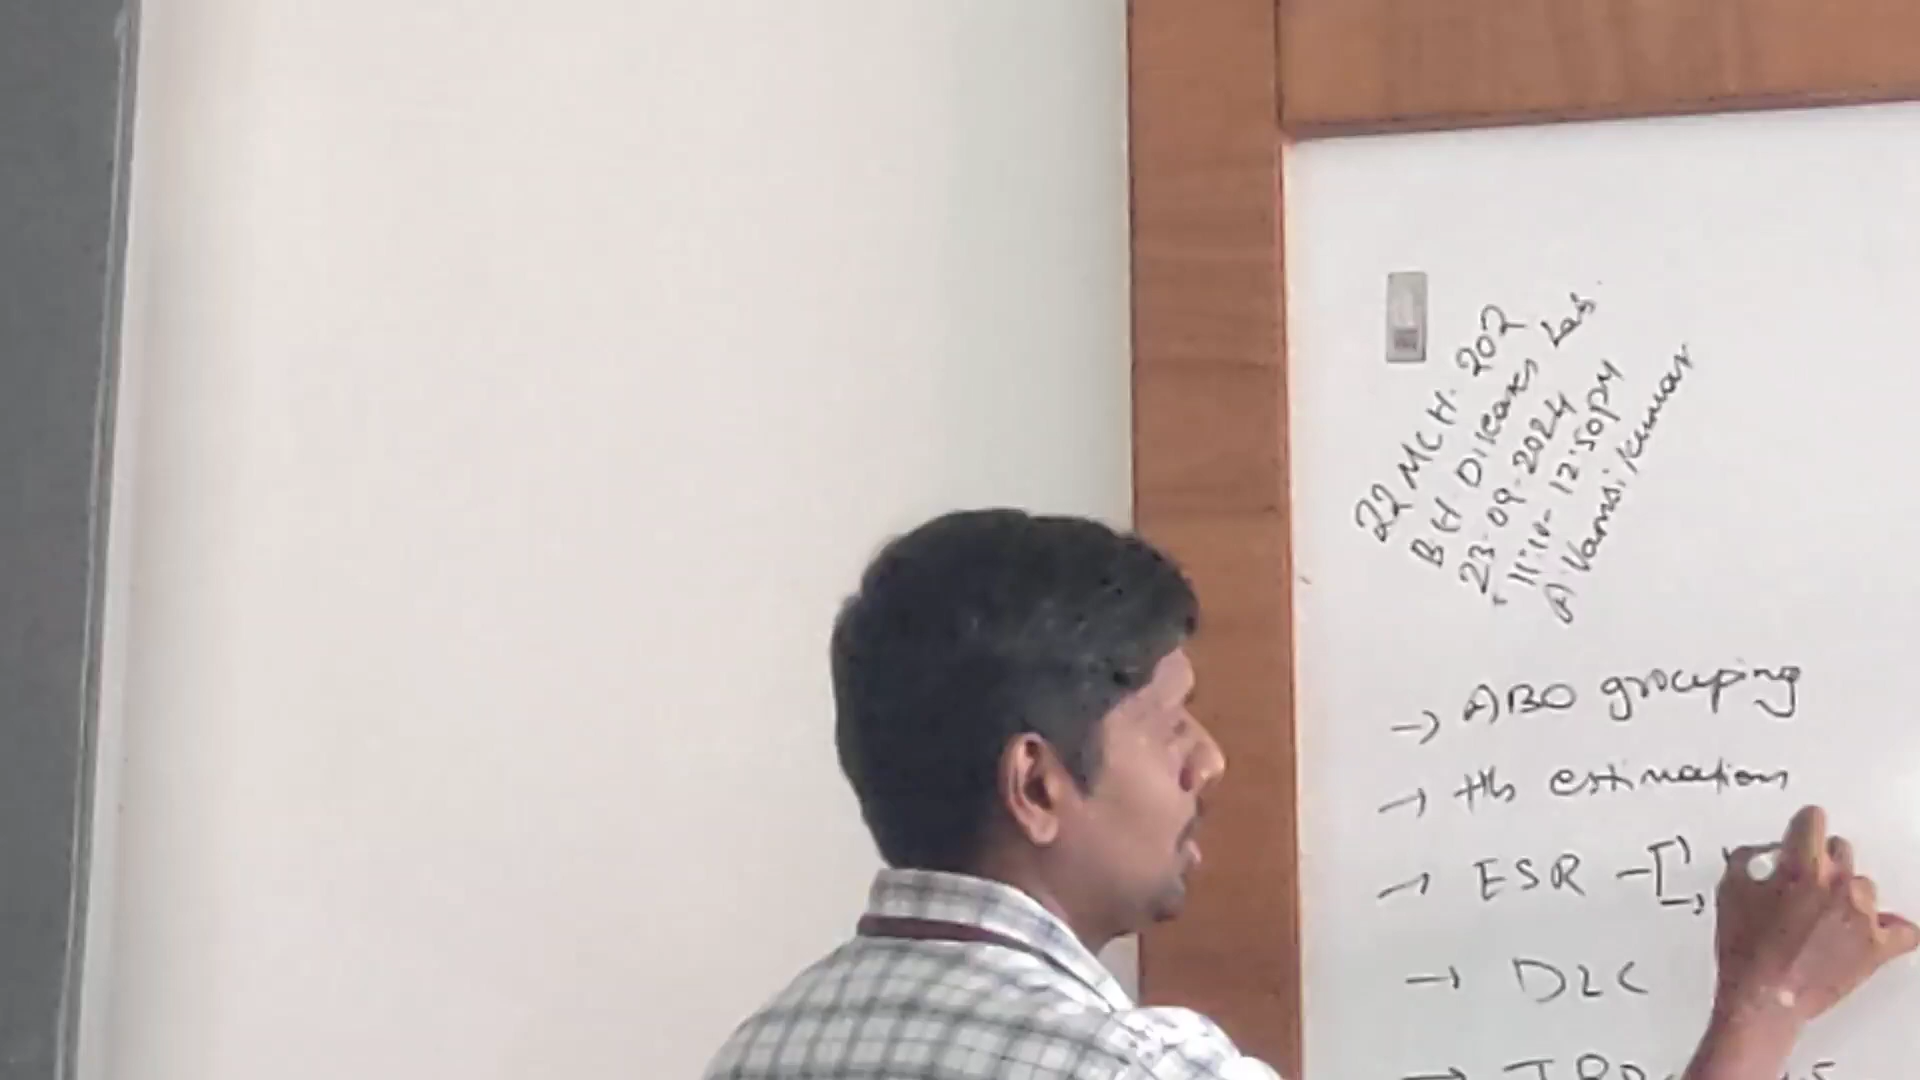 22 MCH. 202
BH Diseases Lab.
23.09.2024
11:10- 12:50PM
A Vamsi Kumar
→ ABO grouping
→ Hb estimation
→ ESR -[
→ DLC